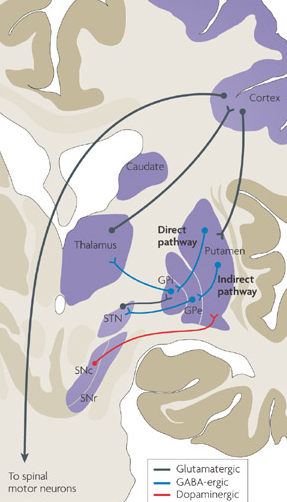 Cortex
Caudate
Thalamus
Direct
pathway
Putamen
GPi
Indirect
pathway
GPe
STN
SNc
SNr
To spinal
motor neurons
Glutamatergic
GABA-ergic
Dopaminergic